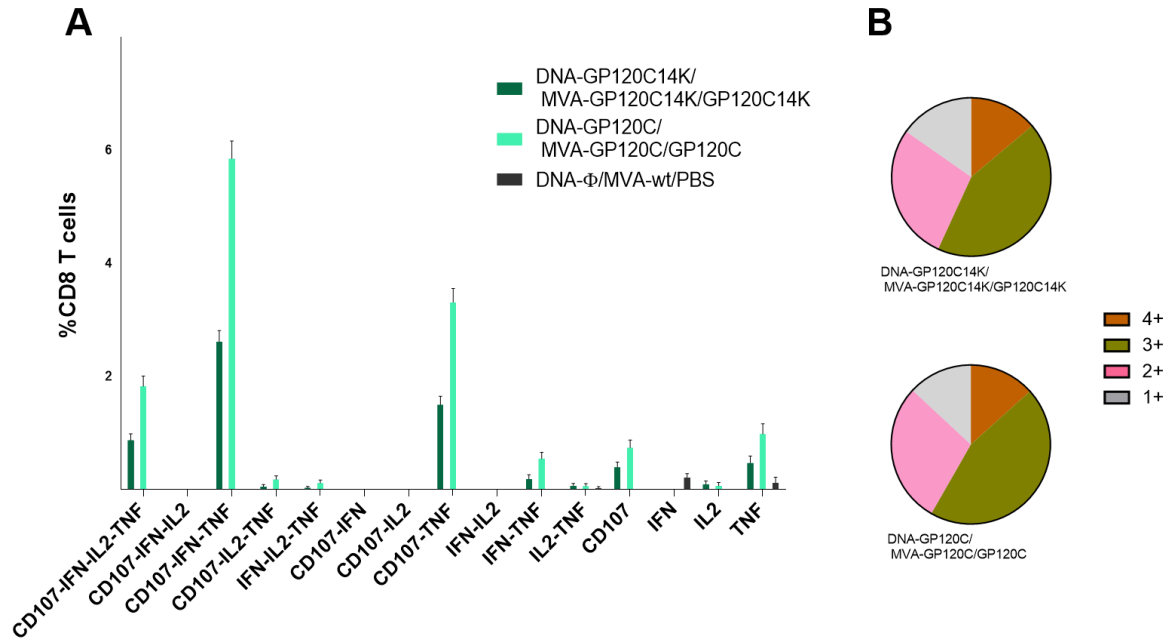 A
%CD8 T cells
6
4
2
DNA-GP120C14K/
MVA-GP120C14K/GP120C14K
DNA-GP120C/
MVA-GP120C/GP120C
DNA-Φ/MVA-wt/PBS
CD107-IFN-IL2-TNF
CD107-IFN-IL2
CD107-IFN-TNF
CD107-IL2-TNF
IFN-IL2-TNF
CD107-IFN
CD107-IL2
CD107-TNF
IFN-IL2
IFN-TNF
IL2-TNF
CD107
IFN
IL2
TNF
B
DNA-GP120C14K/
MVA-GP120C14K/GP120C14K
DNA-GP120C/
MVA-GP120C/GP120C
4+
3+
2+
1+